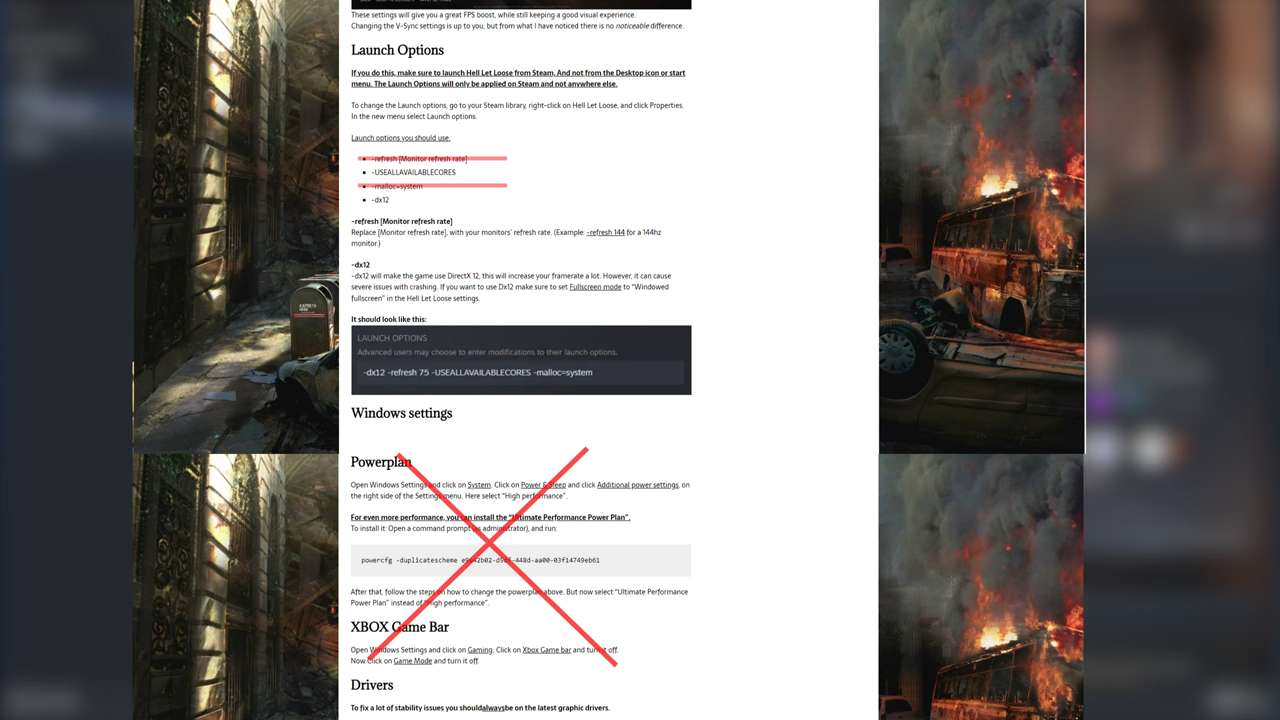 These settings will give you a great FPS boost, while still keeping a good visual experience.
Changing the V-Sync settings is up to you, but from what I have noticed there is no noticeable difference.
Launch Options
If you do this, make sure to launch Hell Let Loose from Steam, And not from the Desktop icon or start
menu. The Launch Options will only be applied on Steam and not anywhere else.
To change the Launch options, go to your Steam library, right-click on Hell Let Loose, and click Properties.
In the new menu select Launch options.
Launch options you should use.
-refresh [Monitor refresh rate]
-USEALLAVAILABLECORES
-malloc=system
-dx12
-refresh [Monitor refresh rate]
Replace [Monitor refresh rate], with your monitors' refresh rate. (Example: -refresh 144 for a 144hz
monitor.)
-dx12
-dx12 will make the game use DirectX 12, this will increase your framerate a lot. However, it can cause
severe issues with crashing. If you want to use Dx12 make sure to set Fullscreen mode to "Windowed
fullscreen" in the Hell Let Loose settings.
It should look like this:
LAUNCH OPTIONS
Advanced users may choose to enter modifications to their launch options.
-dx12 -refresh 75 -USEALLAVAILABLECORES -malloc=system
Windows settings
Powerplan
Open Windows Settings and click on System. Click on Power & Sleep and click Additional power settings, on
the right side of the Settings menu. Here select "High performance".
For even more performance, you can install the "Ultimate Performance Power Plan".
To install it: Open a command prompt (as administrator), and run:
powercfg -duplicatescheme e9a42b02-d5df-448d-aa00-03f14749eb61
After that, follow the steps on how to change the powerplan above. But now select "Ultimate Performance
Power Plan" instead of "High performance".
XBOX Game Bar
Open Windows Settings and click on Gaming. Click on Xbox Game bar and turn it off.
Now Click on Game Mode and turn it off.
Drivers
To fix a lot of stability issues you should always be on the latest graphic drivers.